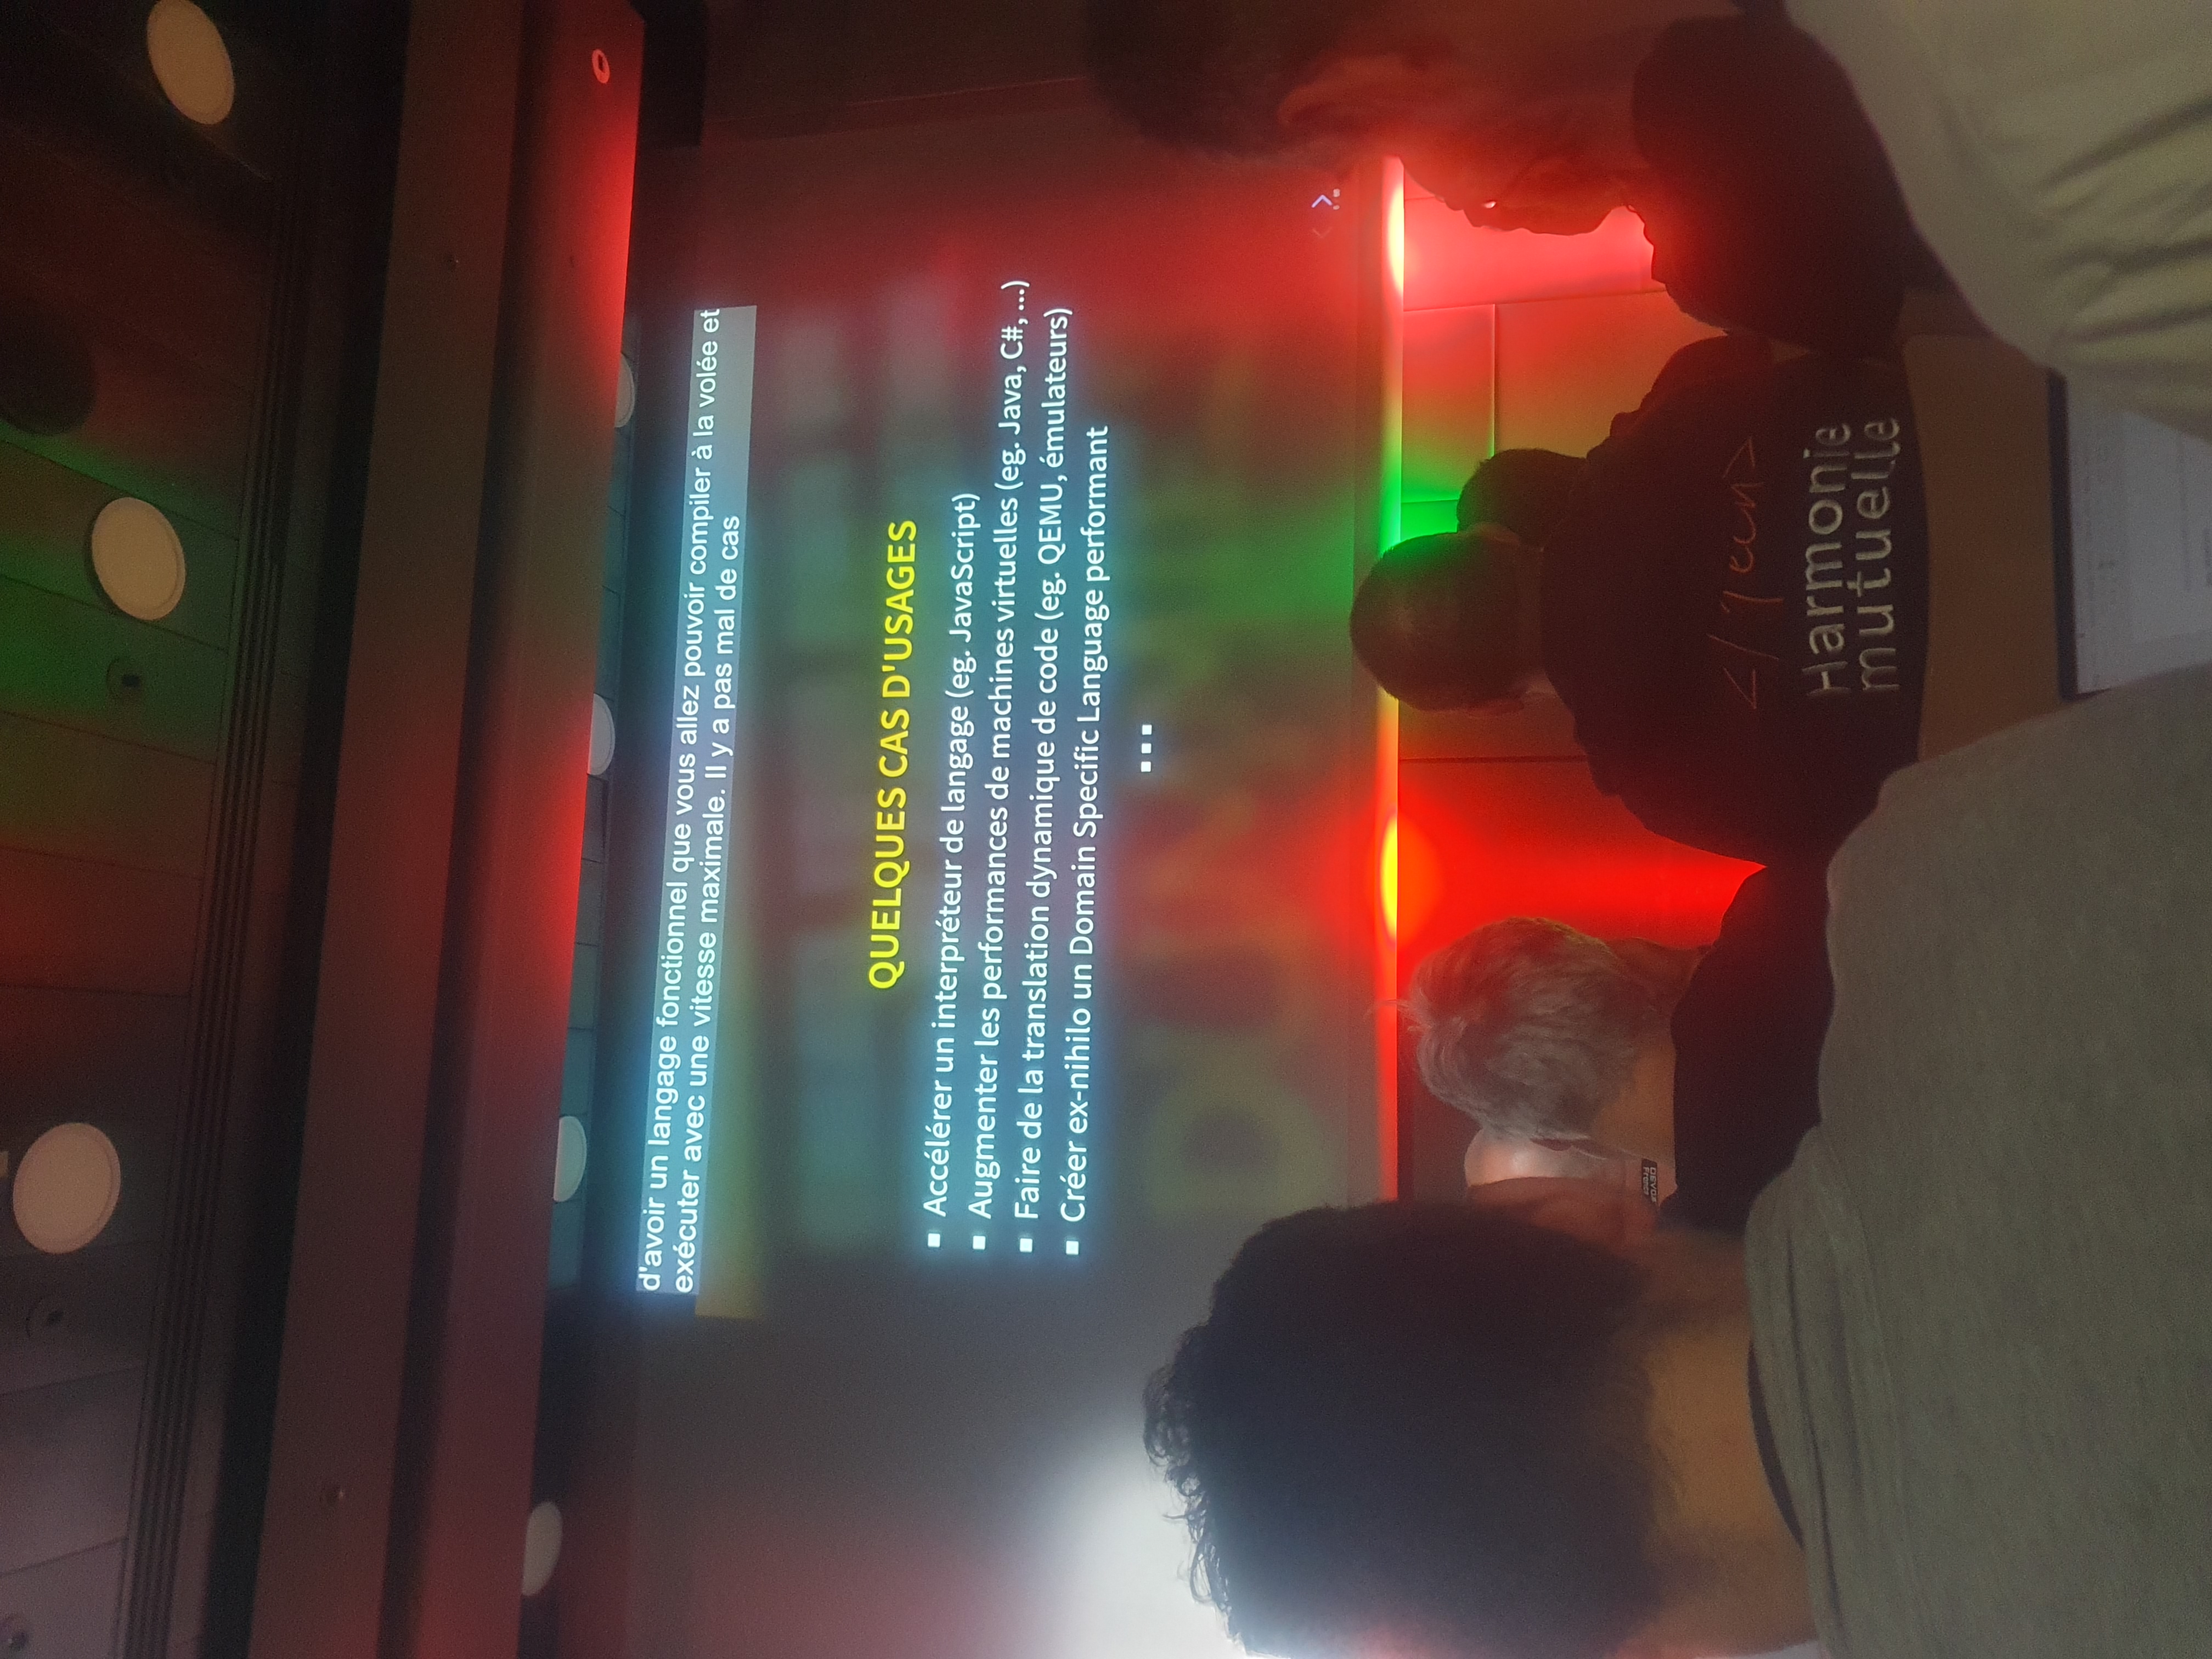 d'avoir un langage fonctionnel que vous allez pouvoir compiler à la volée et
exécuter avec une vitesse maximale. Il y a pas mal de cas
QUELQUES CAS D'USAGES
▪ Accélérer un interpréteur de langage (eg. JavaScript)
▪ Augmenter les performances de machines virtuelles (eg. Java, C#, ...)
▪ Faire de la translation dynamique de code (eg. QEMU, émulateurs)
▪ Créer ex-nihilo un Domain Specific Language performant
...
DEVOXX
France
Harmonie
mutuelle